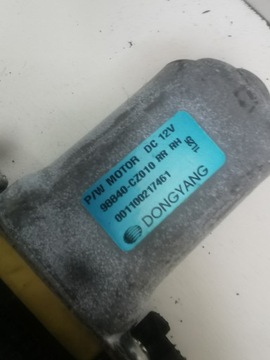 P/W MOTOR DC 12V
98840-CZ010 RR RH
001100217461
DONGYANG